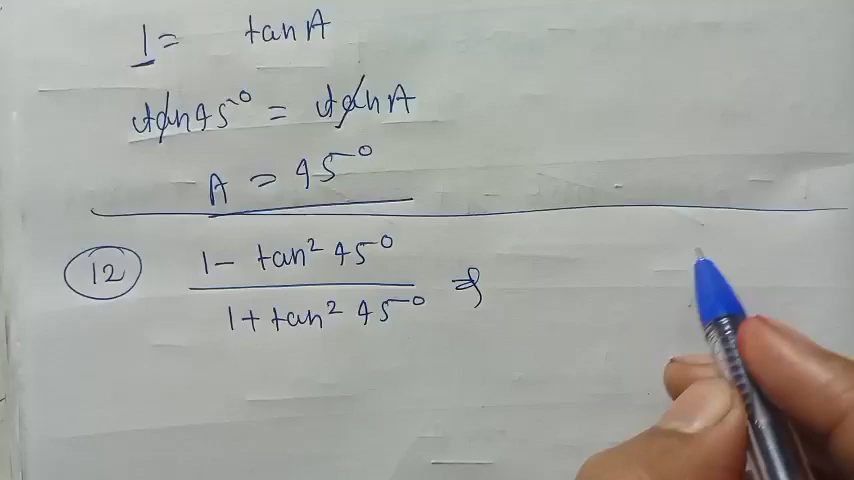 1 = tan A
tan 45° = tan A
A = 45°
12 1 - tan² 45° ⇒
1 + tan² 45°